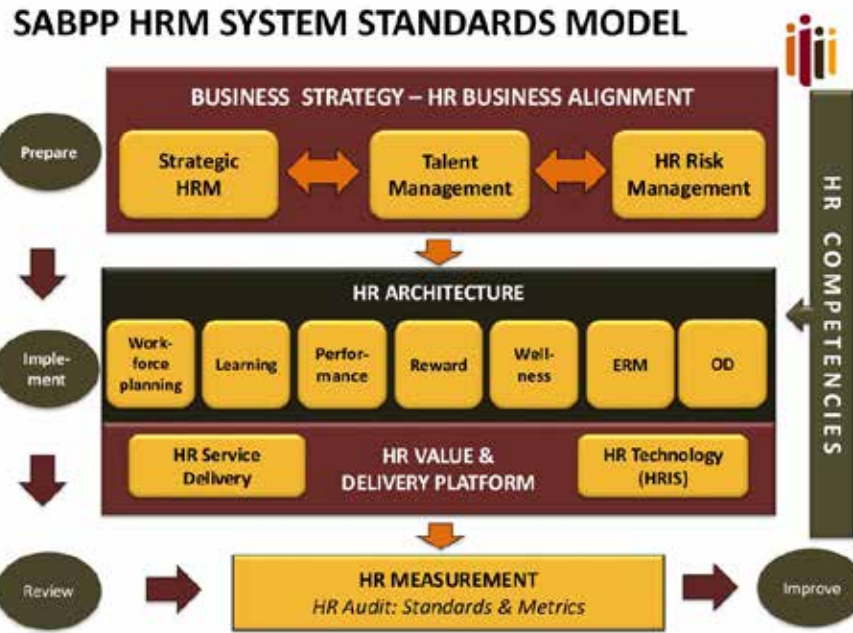 SABPP HRM SYSTEM STANDARDS MODEL
BUSINESS STRATEGY – HR BUSINESS ALIGNMENT
Prepare
Strategic
HRM
Talent
Management
HR Risk
Management
HR ARCHITECTURE
Imple-
ment
Work-
force
planning
Learning
Perfor-
mance
Reward
Well-
ness
ERM
OD
HR Service
Delivery
HR VALUE &
DELIVERY PLATFORM
HR Technology
(HRIS)
HR COMPETENCIES
Review
HR MEASUREMENT
HR Audit: Standards & Metrics
Improve